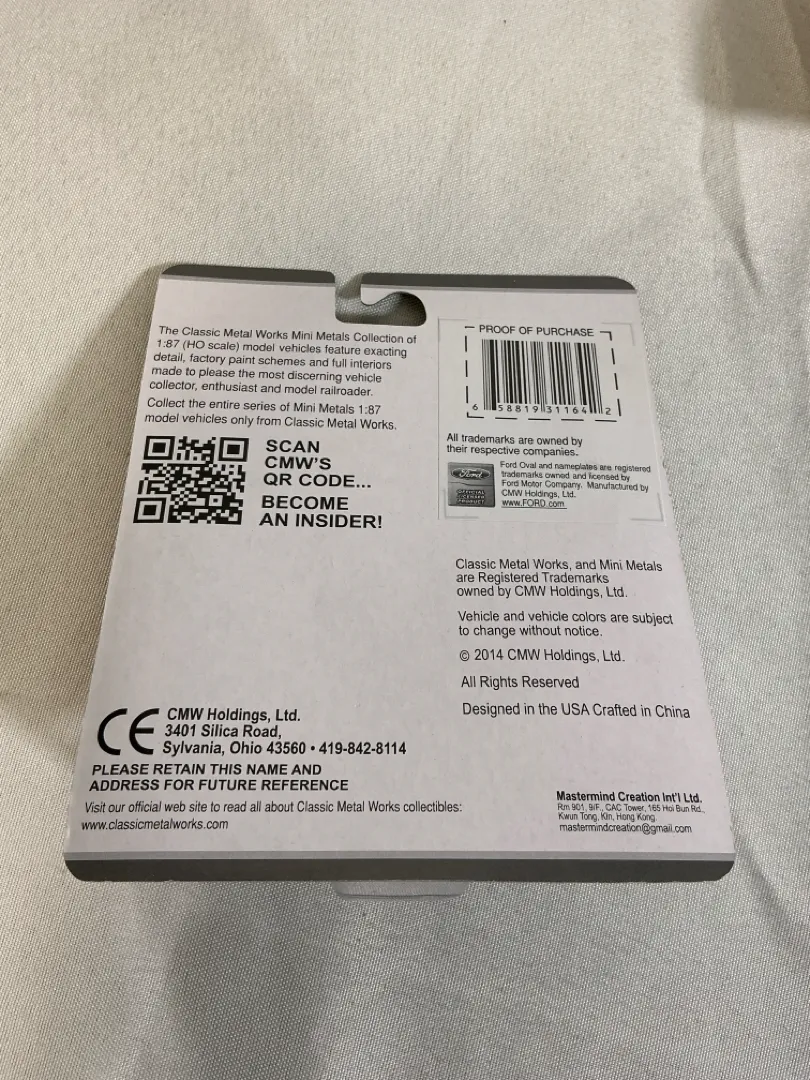 The Classic Metal Works Mini Metals Collection of
1:87 (HO scale) model vehicles feature exacting
detail, factory paint schemes and full interiors
made to please the most discerning vehicle
collector, enthusiast and model railroader.
Collect the entire series of Mini Metals 1:87
model vehicles only from Classic Metal Works.
SCAN
CMW'S
QR CODE...
BECOME
AN INSIDER!
PROOF OF PURCHASE
6 58819 31164 2
All trademarks are owned by
their respective companies.
Ford
OFFICIAL
LICENSED
PRODUCT
Ford Oval and nameplates are registered
trademarks owned and licensed by
Ford Motor Company. Manufactured by
CMW Holdings, Ltd.
www.FORD.com
Classic Metal Works, and Mini Metals
are Registered Trademarks
owned by CMW Holdings, Ltd.
Vehicle and vehicle colors are subject
to change without notice.
© 2014 CMW Holdings, Ltd.
All Rights Reserved
Designed in the USA Crafted in China
CE
CMW Holdings, Ltd.
3401 Silica Road,
Sylvania, Ohio 43560 • 419-842-8114
PLEASE RETAIN THIS NAME AND
ADDRESS FOR FUTURE REFERENCE
Visit our official web site to read all about Classic Metal Works collectibles:
www.classicmetalworks.com
Mastermind Creation Int'l Ltd.
Rm 901, 9/F., CAC Tower, 165 Hoi Bun Rd.,
Kwun Tong, Kln, Hong Kong.
mastermindcreation@gmail.com